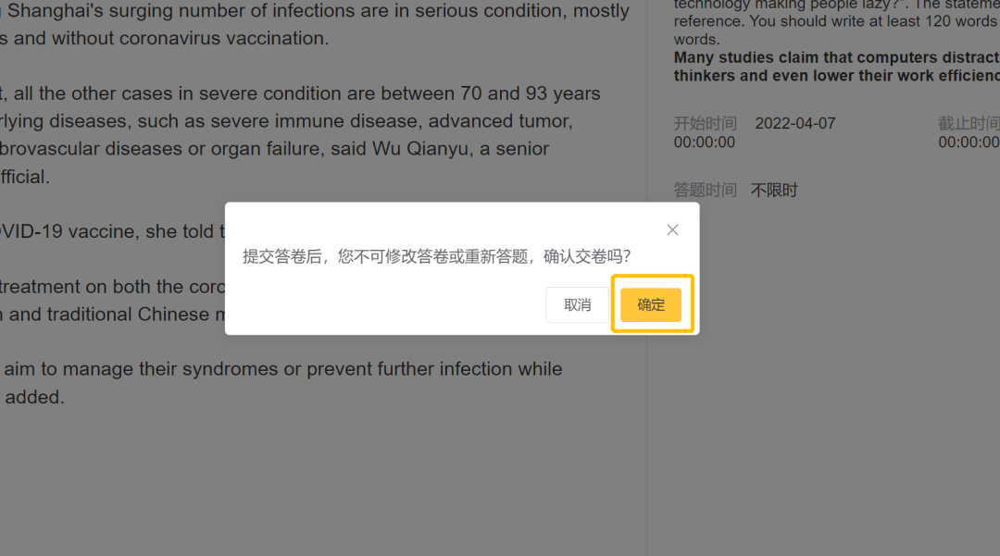 Shanghai's surging number of infections are in serious condition, mostly
s and without coronavirus vaccination.
t, all the other cases in severe condition are between 70 and 93 years
rlying diseases, such as severe immune disease, advanced tumor,
brovascular diseases or organ failure, said Wu Qianyu, a senior
fficial.
OVID-19 vaccine, she told t
treatment on both the coro
n and traditional Chinese m
aim to manage their syndromes or prevent further infection while
added.
technology making people lazy?". The stateme
reference. You should write at least 120 words
words.
Many studies claim that computers distract
thinkers and even lower their work efficienc
开始时间 2022-04-07 截止时间
00:00:00 00:00:00
答题时间 不限时
提交答卷后，您不可修改答卷或重新答题，确认交卷吗？
取消 确定